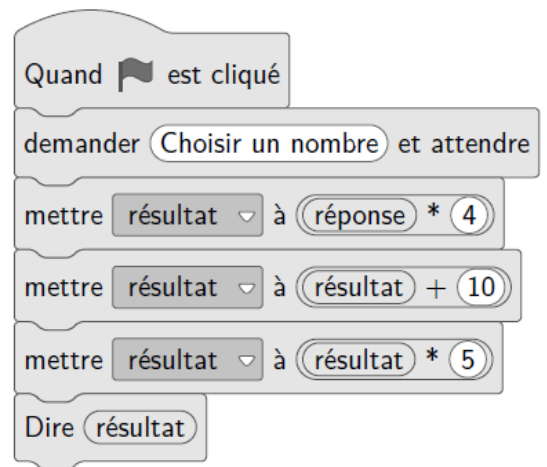 Quand est cliqué
demander Choisir un nombre et attendre
mettre résultat à réponse * 4
mettre résultat à résultat + 10
mettre résultat à résultat * 5
Dire résultat